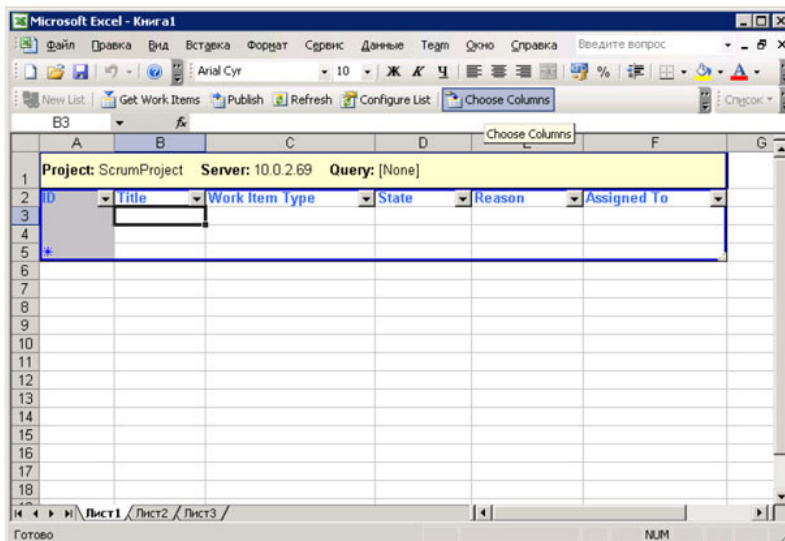 Microsoft Excel - Книга1
Файл Правка Вид Вставка Формат Сервис Данные Team Окно Справка Введите вопрос
Arial Cyr 10 Ж К Ч %
New List Get Work Items Publish Refresh Configure List Choose Columns Список
B3 fx
Choose Columns
A B C D E F G
1 Project: ScrumProject Server: 10.0.2.69 Query: [None]
2 ID Title Work Item Type State Reason Assigned To
3
4
5
6
7
8
9
10
11
12
13
14
15
16
17
18
Лист1 Лист2 Лист3
Готово NUM